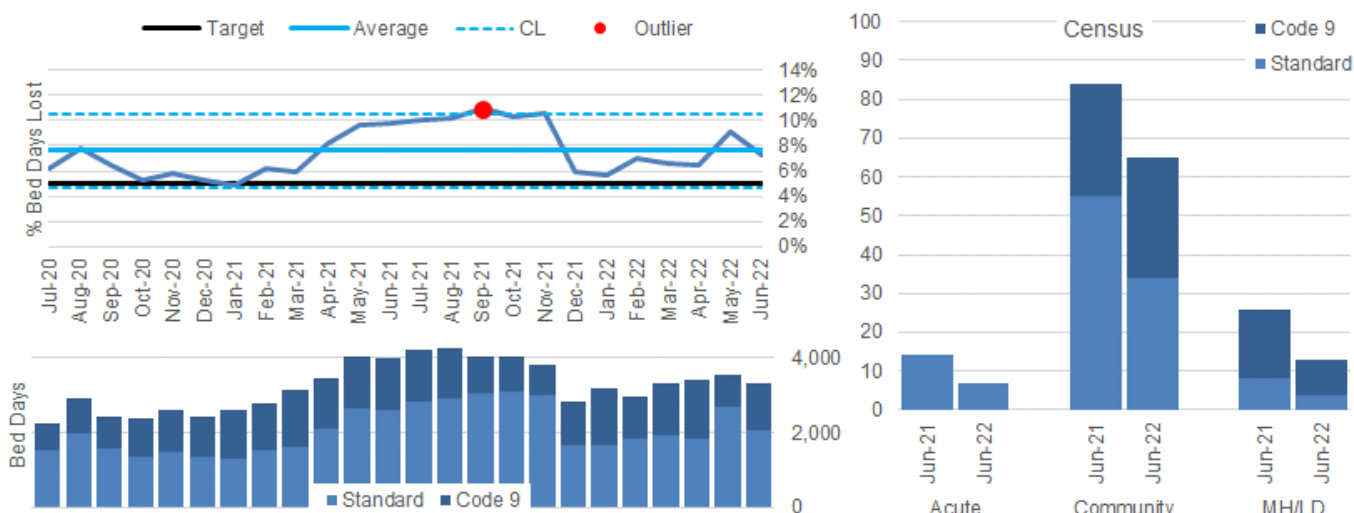 Target Average CL Outlier
% Bed Days Lost
14%
12%
10%
8%
6%
4%
2%
0%
Jul-20
Aug-20
Sep-20
Oct-20
Nov-20
Dec-20
Jan-21
Feb-21
Mar-21
Apr-21
May-21
Jun-21
Jul-21
Aug-21
Sep-21
Oct-21
Nov-21
Dec-21
Jan-22
Feb-22
Mar-22
Apr-22
May-22
Jun-22
Bed Days
4,000
2,000
0
Standard Code 9
Census
Code 9
Standard
100
90
80
70
60
50
40
30
20
10
0
Jun-21
Jun-22
Jun-21
Jun-22
Jun-21
Jun-22
Acute Community MH/LD